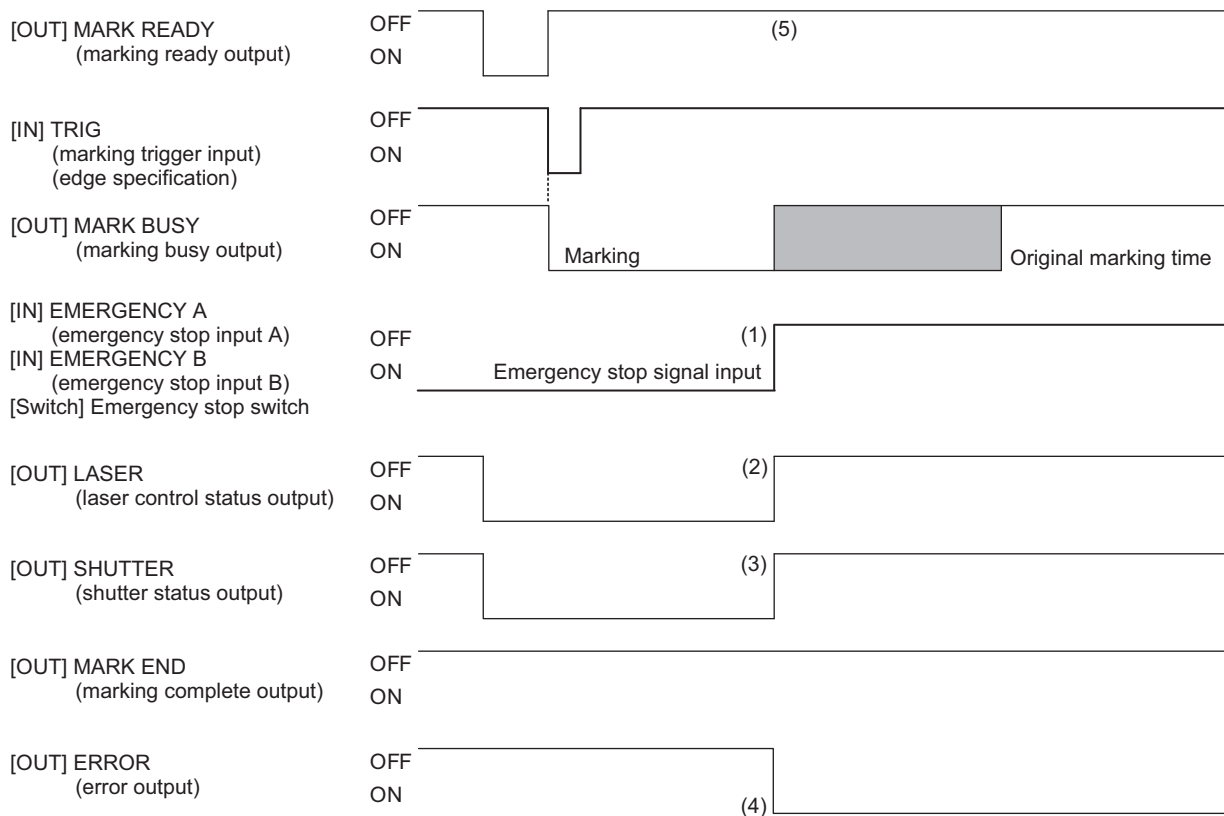 [OUT] MARK READY
(marking ready output)
OFF
ON
(5)
[IN] TRIG
(marking trigger input)
(edge specification)
OFF
ON
[OUT] MARK BUSY
(marking busy output)
OFF
ON
Marking
Original marking time
[IN] EMERGENCY A
(emergency stop input A)
[IN] EMERGENCY B
(emergency stop input B)
[Switch] Emergency stop switch
OFF
ON
(1)
Emergency stop signal input
[OUT] LASER
(laser control status output)
OFF
ON
(2)
[OUT] SHUTTER
(shutter status output)
OFF
ON
(3)
[OUT] MARK END
(marking complete output)
OFF
ON
[OUT] ERROR
(error output)
OFF
ON
(4)